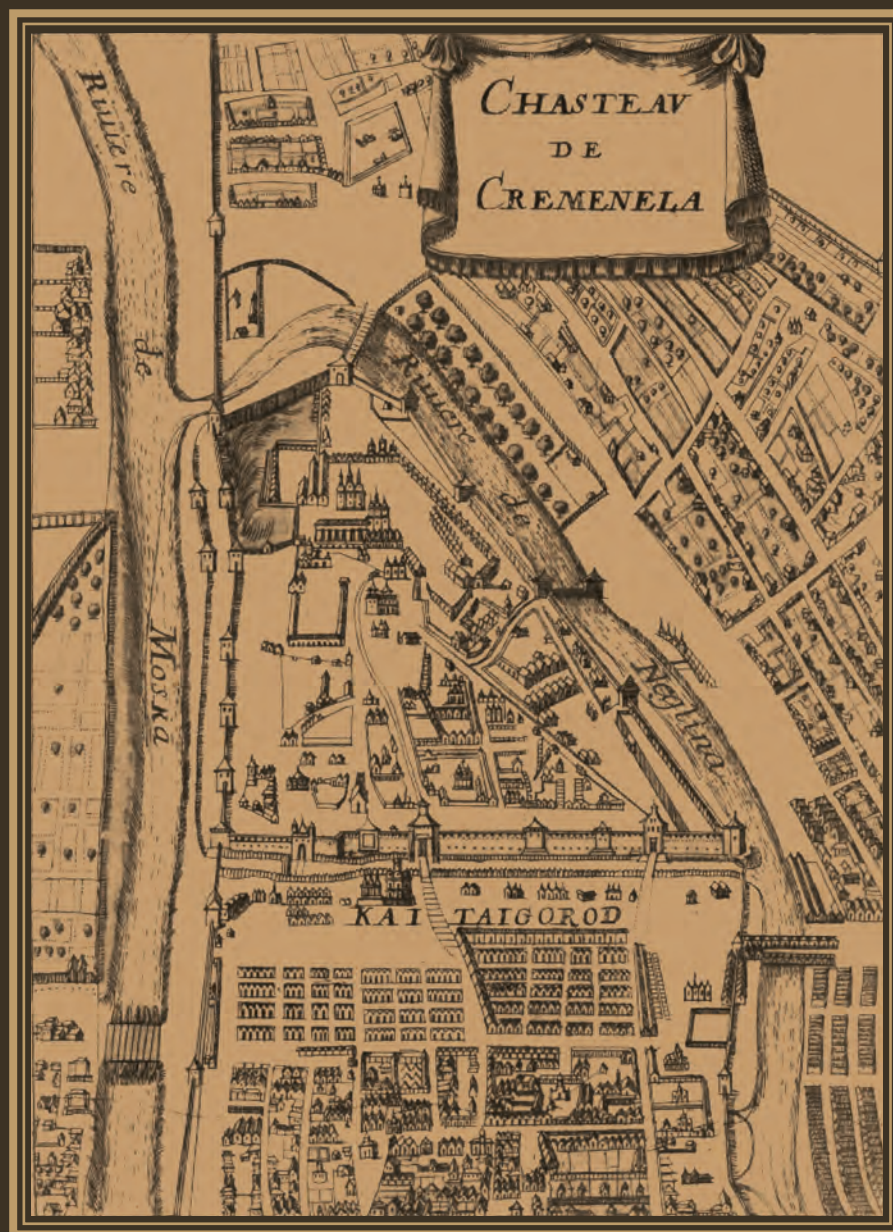 CHASTEAV
DE
CREMENELA
Riuiere de Moska
Riuiere de Neglina
KAI TAIGOROD